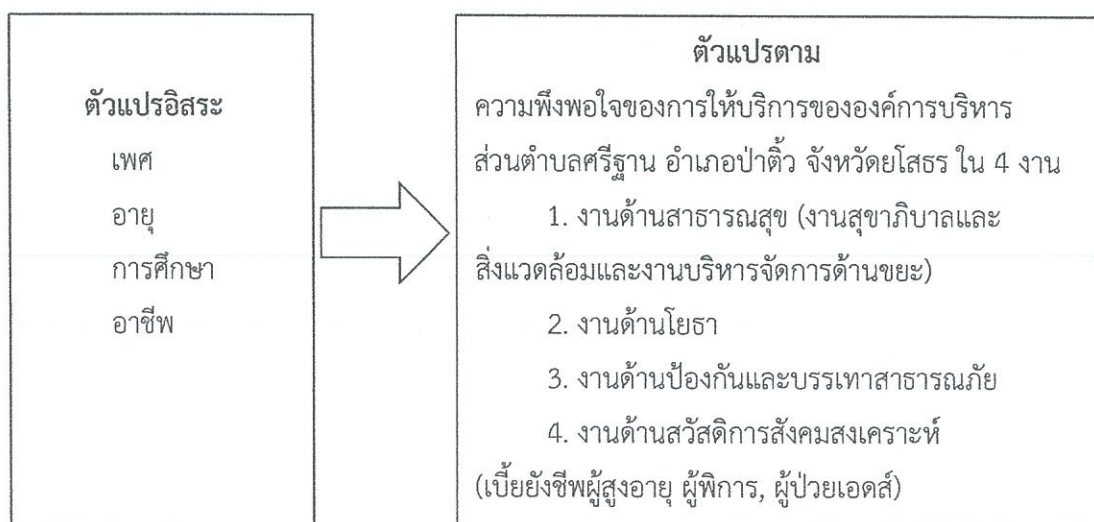 ตัวแปรอิสระ
เพศ
อายุ
การศึกษา
อาชีพ
ตัวแปรตาม
ความพึงพอใจของการให้บริการขององค์การบริหาร
ส่วนตำบลศรีฐาน อำเภอป่าติ้ว จังหวัดยโสธร ใน 4 งาน
1. งานด้านสาธารณสุข (งานสุขาภิบาลและ
สิ่งแวดล้อมและงานบริหารจัดการด้านขยะ)
2. งานด้านโยธา
3. งานด้านป้องกันและบรรเทาสาธารณภัย
4. งานด้านสวัสดิการสังคมสงเคราะห์
(เบี้ยยังชีพผู้สูงอายุ ผู้พิการ, ผู้ป่วยเอดส์)